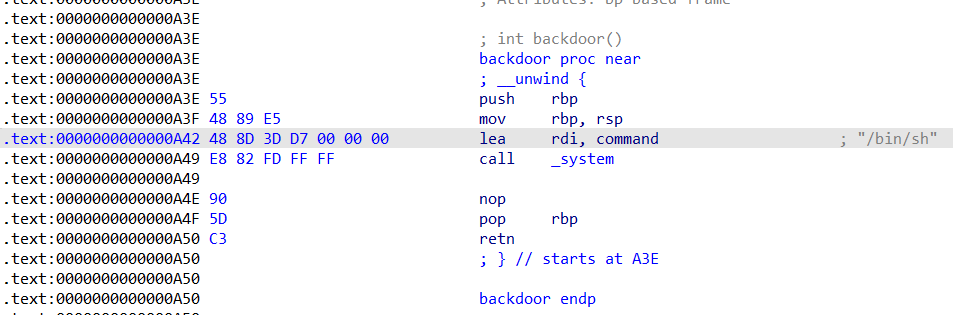 .text:0000000000000A3E ; Attributes: bp-based frame
.text:0000000000000A3E
.text:0000000000000A3E ; int backdoor()
.text:0000000000000A3E backdoor proc near
.text:0000000000000A3E ; __unwind {
.text:0000000000000A3E 55 push rbp
.text:0000000000000A3F 48 89 E5 mov rbp, rsp
.text:0000000000000A42 48 8D 3D D7 00 00 00 lea rdi, command ; "/bin/sh"
.text:0000000000000A49 E8 82 FD FF FF call _system
.text:0000000000000A49
.text:0000000000000A4E 90 nop
.text:0000000000000A4F 5D pop rbp
.text:0000000000000A50 C3 retn
.text:0000000000000A50 ; } // starts at A3E
.text:0000000000000A50
.text:0000000000000A50 backdoor endp